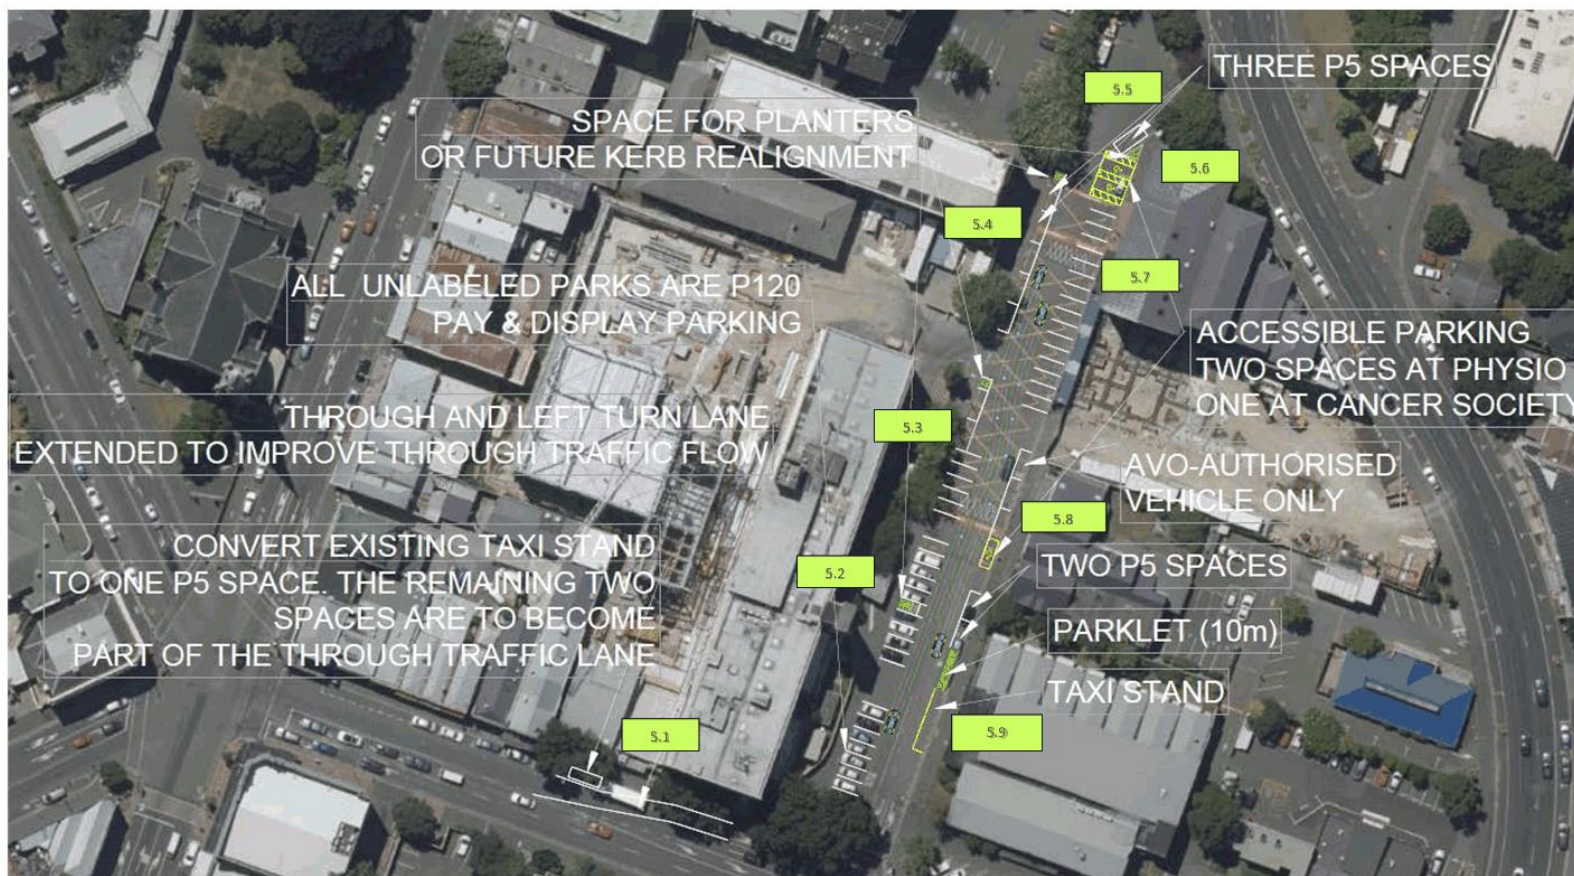 THREE P5 SPACES
5.5
SPACE FOR PLANTERS
OR FUTURE KERB REALIGNMENT
5.6
5.4
5.7
ALL UNLABELED PARKS ARE P120
PAY & DISPLAY PARKING
ACCESSIBLE PARKING
TWO SPACES AT PHYSIO
ONE AT CANCER SOCIETY
5.3
THROUGH AND LEFT TURN LANE
EXTENDED TO IMPROVE THROUGH TRAFFIC FLOW
AVO-AUTHORISED
VEHICLE ONLY
5.8
CONVERT EXISTING TAXI STAND
TO ONE P5 SPACE. THE REMAINING TWO
SPACES ARE TO BECOME
PART OF THE THROUGH TRAFFIC LANE
5.2
TWO P5 SPACES
PARKLET (10m)
TAXI STAND
5.1
5.9